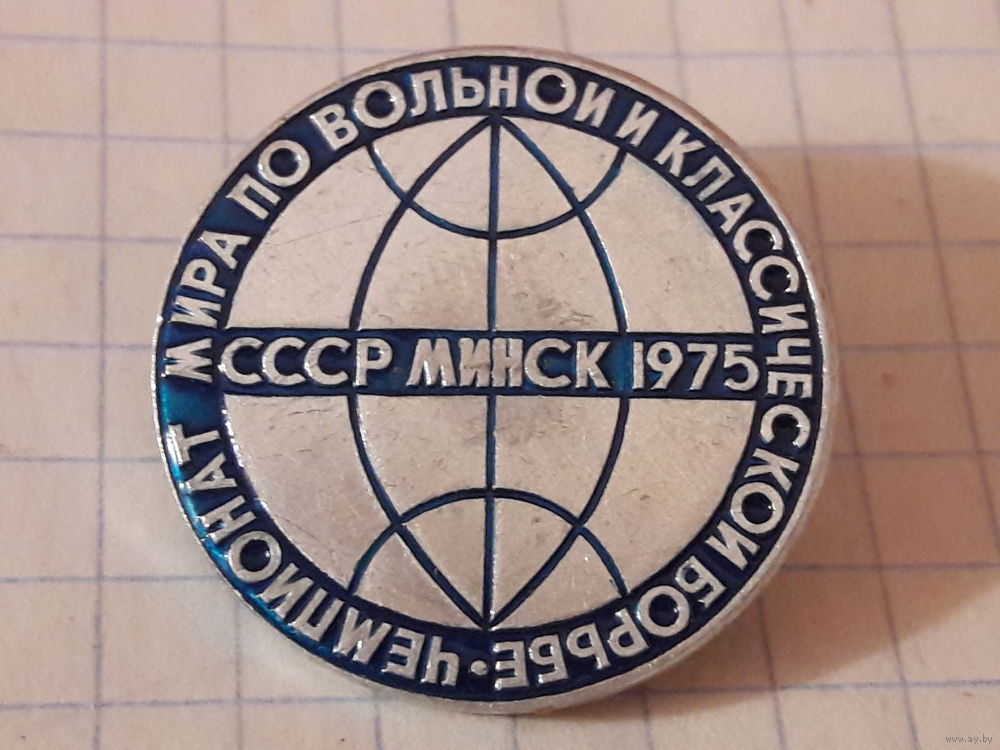 ЧЕМПИОНАТ МИРА ПО ВОЛЬНОЙ И КЛАССИЧЕСКОЙ БОРЬБЕ •
СССР МИНСК 1975
www.ay.by